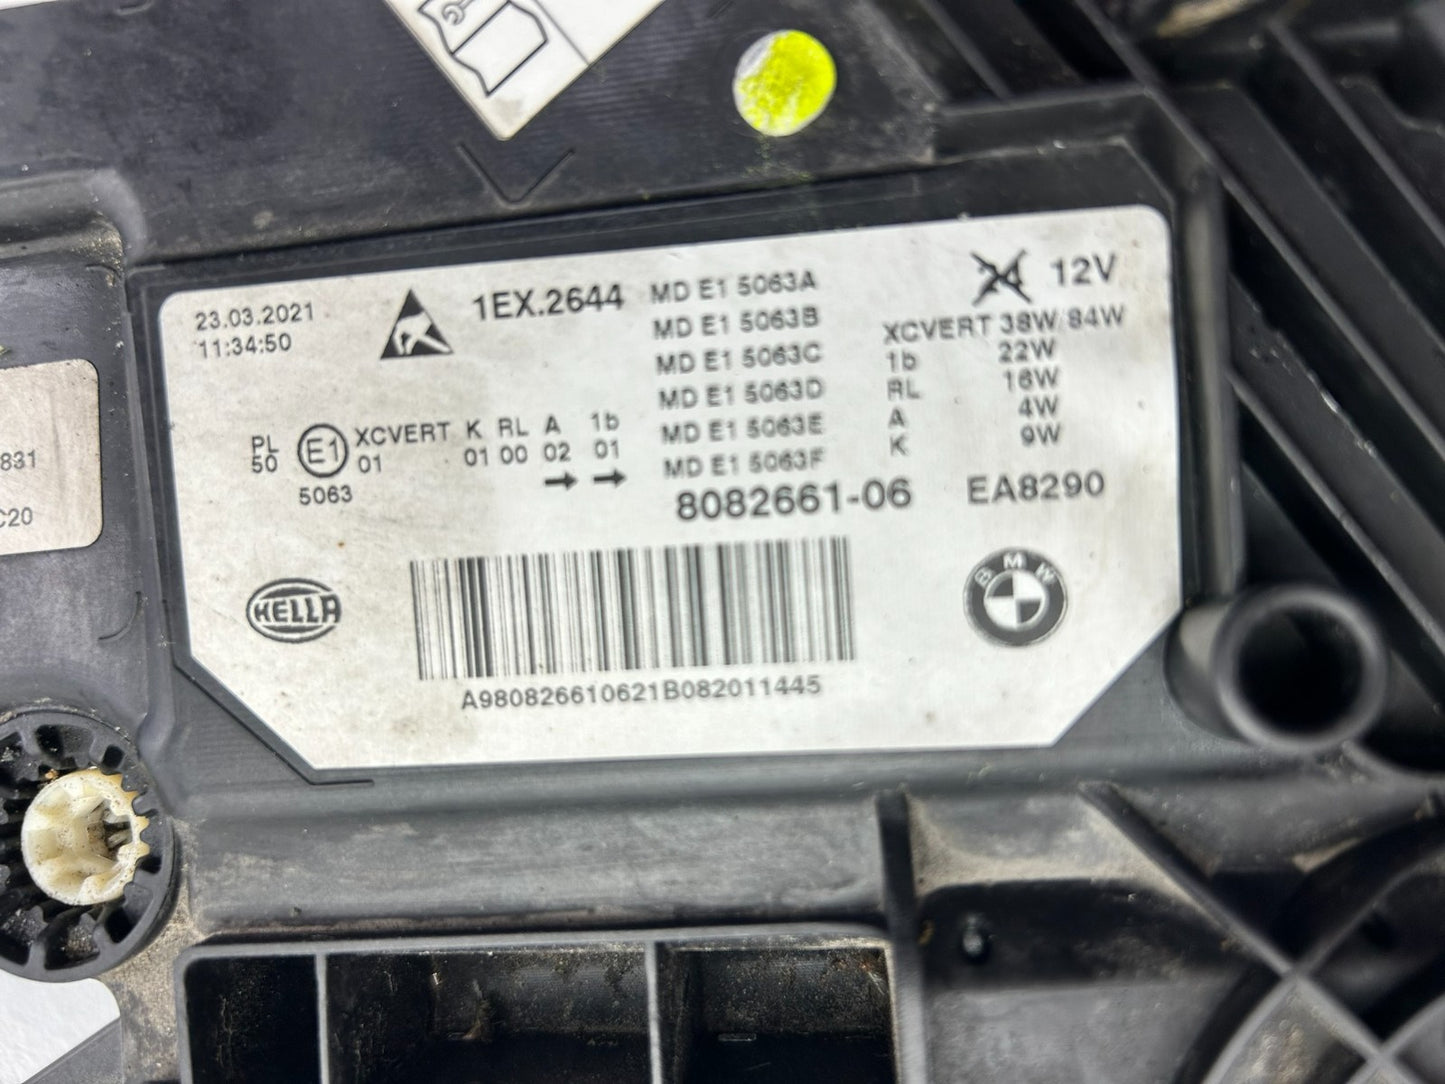 23.03.2021
11:34:50
1EX.2644
MD E1 5063A
MD E1 5063B
MD E1 5063C
MD E1 5063D
MD E1 5063E
MD E1 5063F
24 12V
XCVERT 38W/84W
1b 22W
RL 16W
A 4W
K 9W
PL
50
E1
5063
XCVERT K RL A 1b
01 01 00 02 01
8082661-06 EA8290
HELLA
BMW
A980826610621B082011445
831
C20